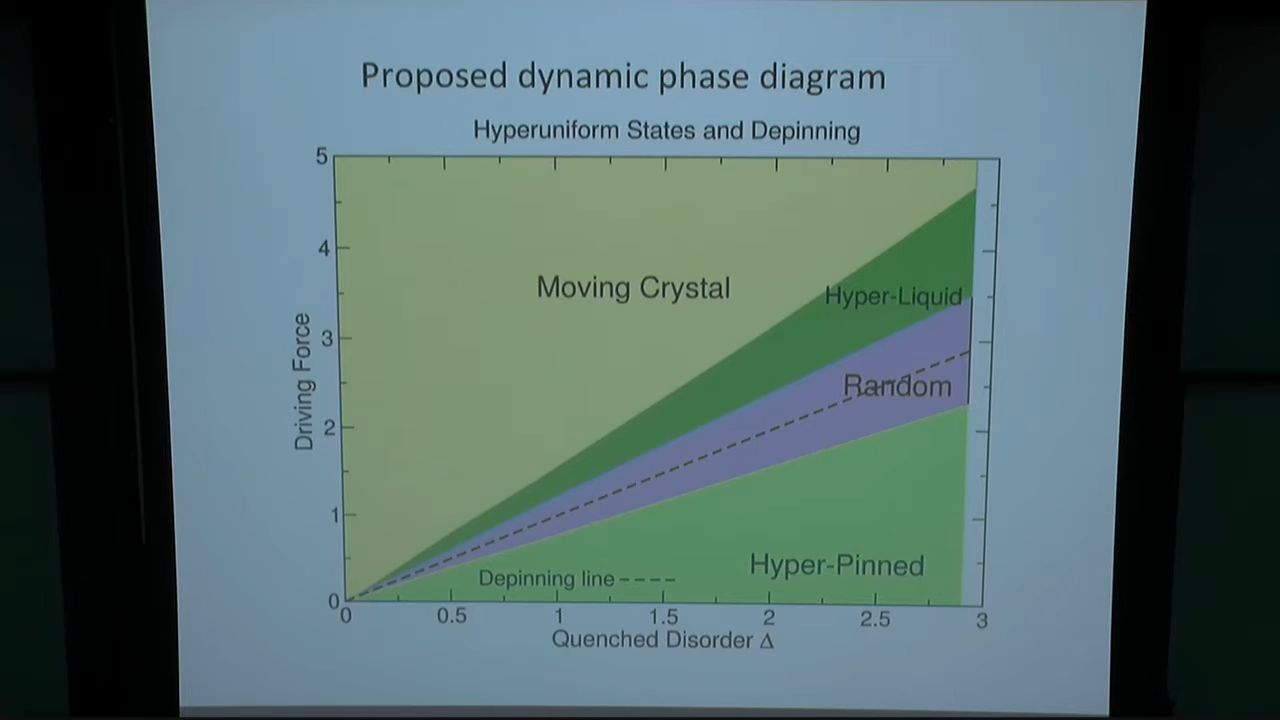 Proposed dynamic phase diagram
Hyperuniform States and Depinning
5
4
3
2
1
0
Driving Force
Moving Crystal
Hyper-Liquid
Random
Hyper-Pinned
Depinning line
0 0.5 1 1.5 2 2.5 3
Quenched Disorder Δ